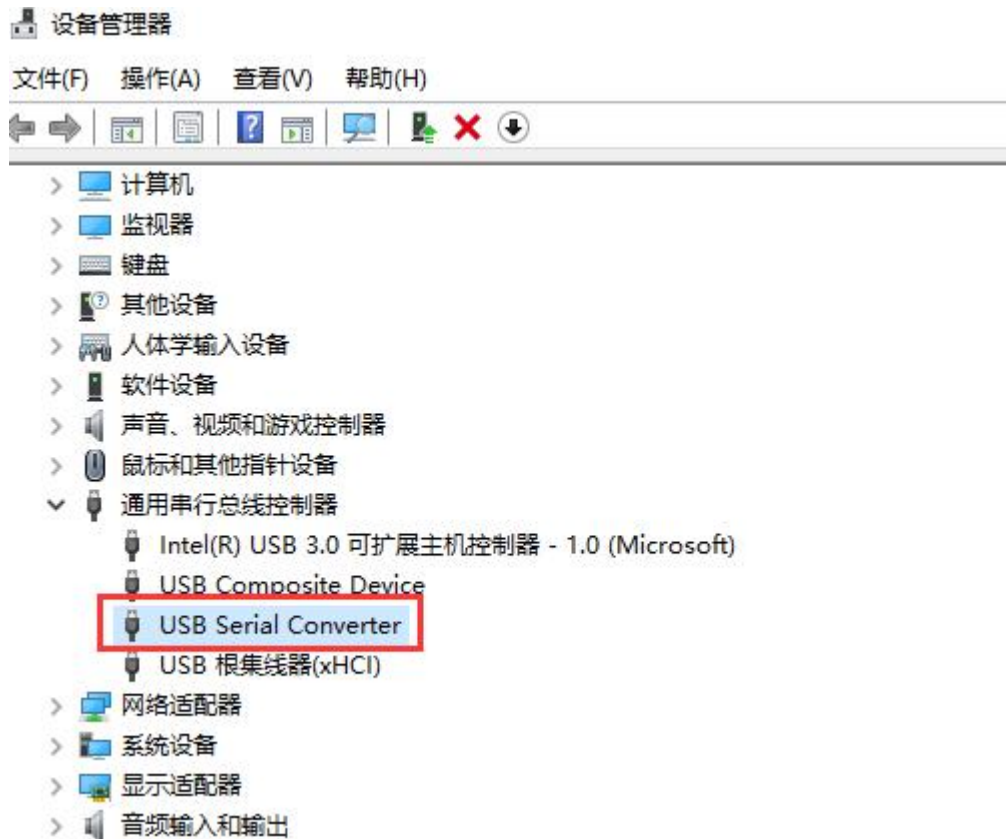 设备管理器
文件(F) 操作(A) 查看(V) 帮助(H)
计算机
监视器
键盘
其他设备
人体学输入设备
软件设备
声音、视频和游戏控制器
鼠标和其他指针设备
通用串行总线控制器
Intel(R) USB 3.0 可扩展主机控制器 - 1.0 (Microsoft)
USB Composite Device
USB Serial Converter
USB 根集线器(xHCI)
网络适配器
系统设备
显示适配器
音频输入和输出